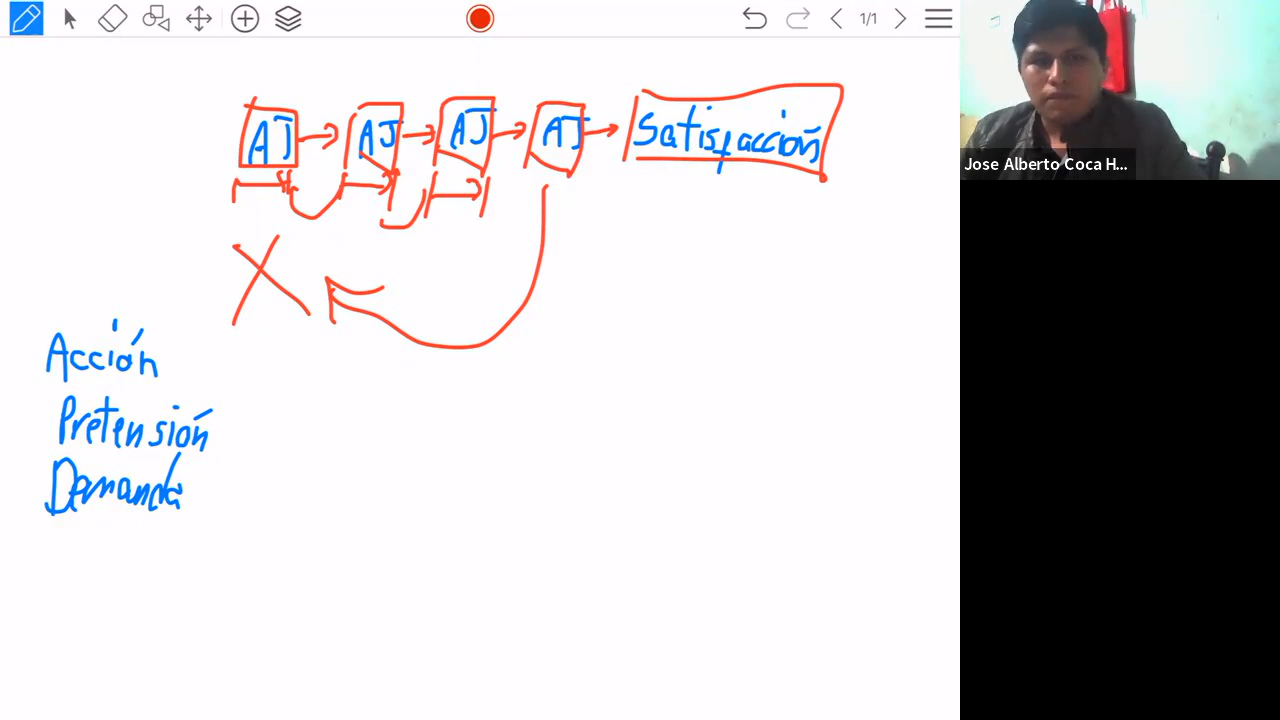 1/1
AJ AJ AJ AJ Satisfacción
Jose Alberto Coca H...
Acción
Pretensión
Demanda